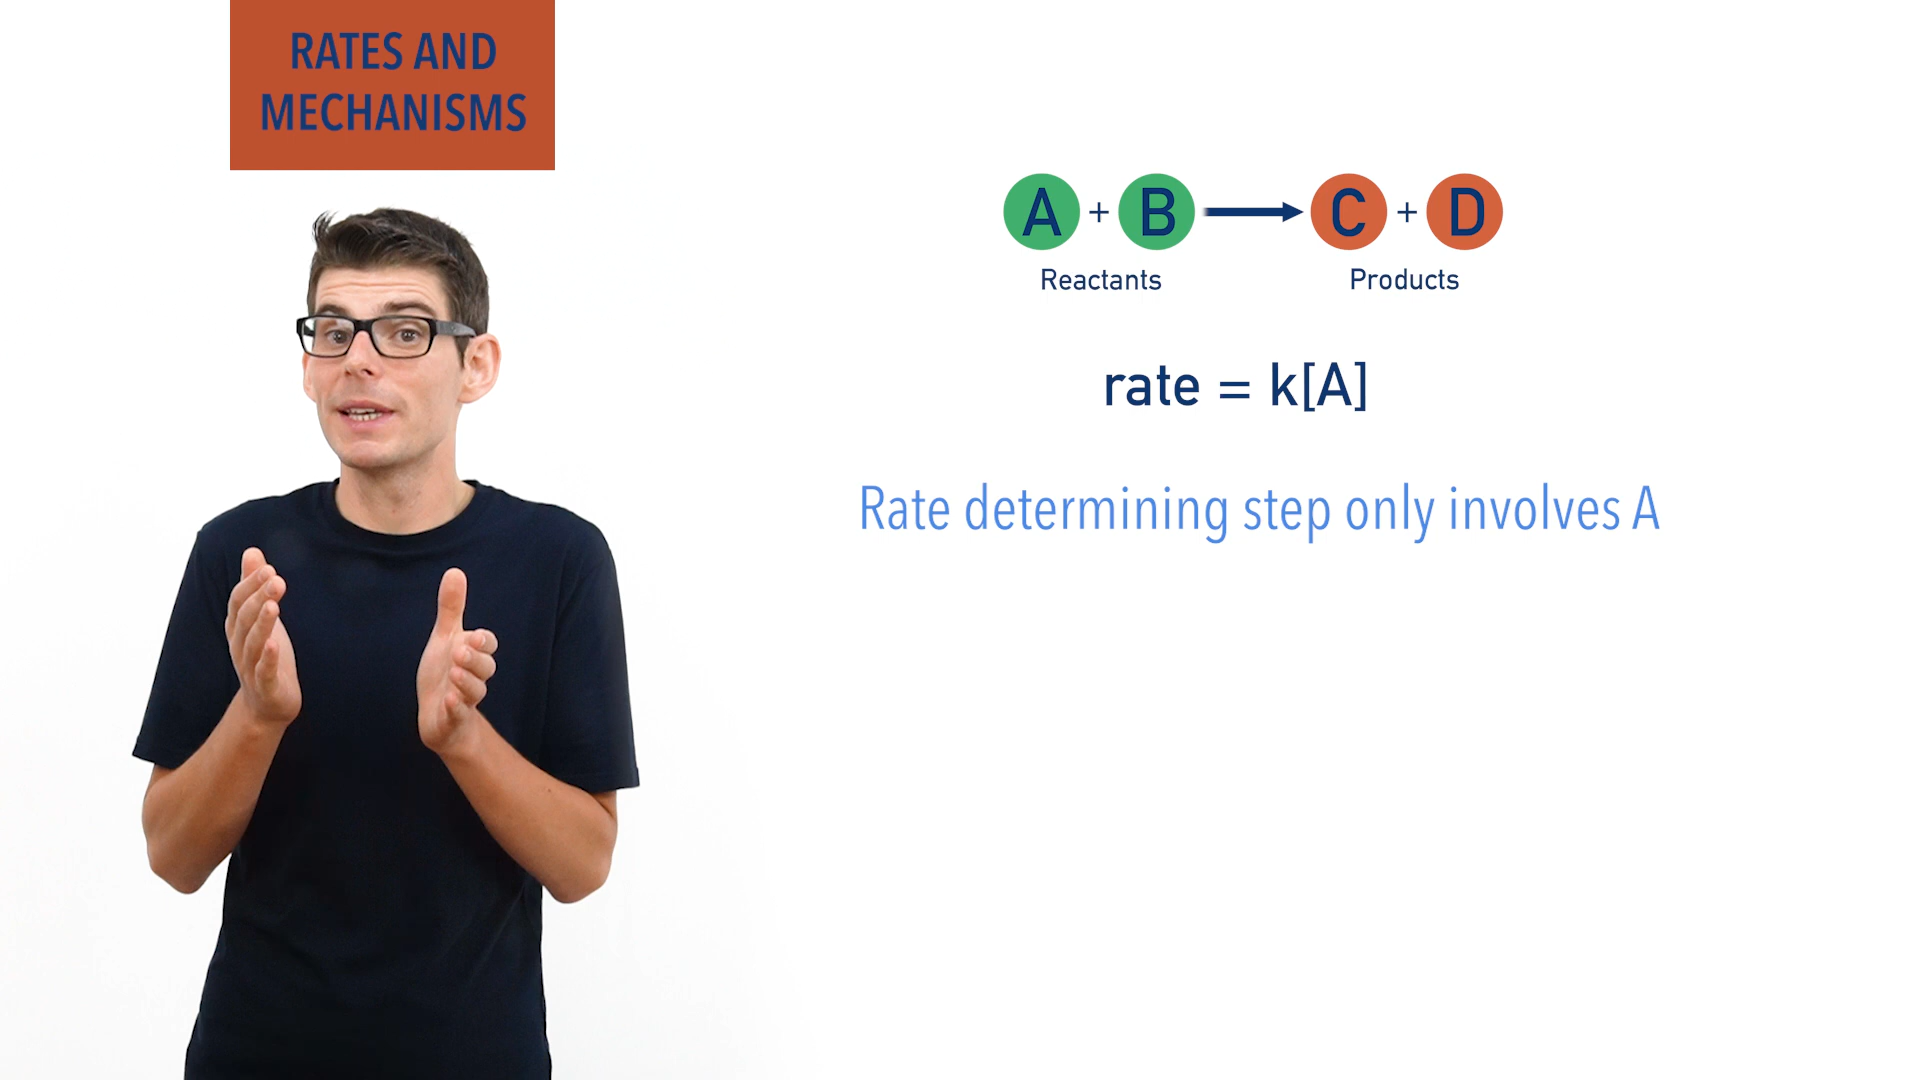 RATES AND
MECHANISMS
A + B → C + D
Reactants Products
rate = k[A]
Rate determining step only involves A